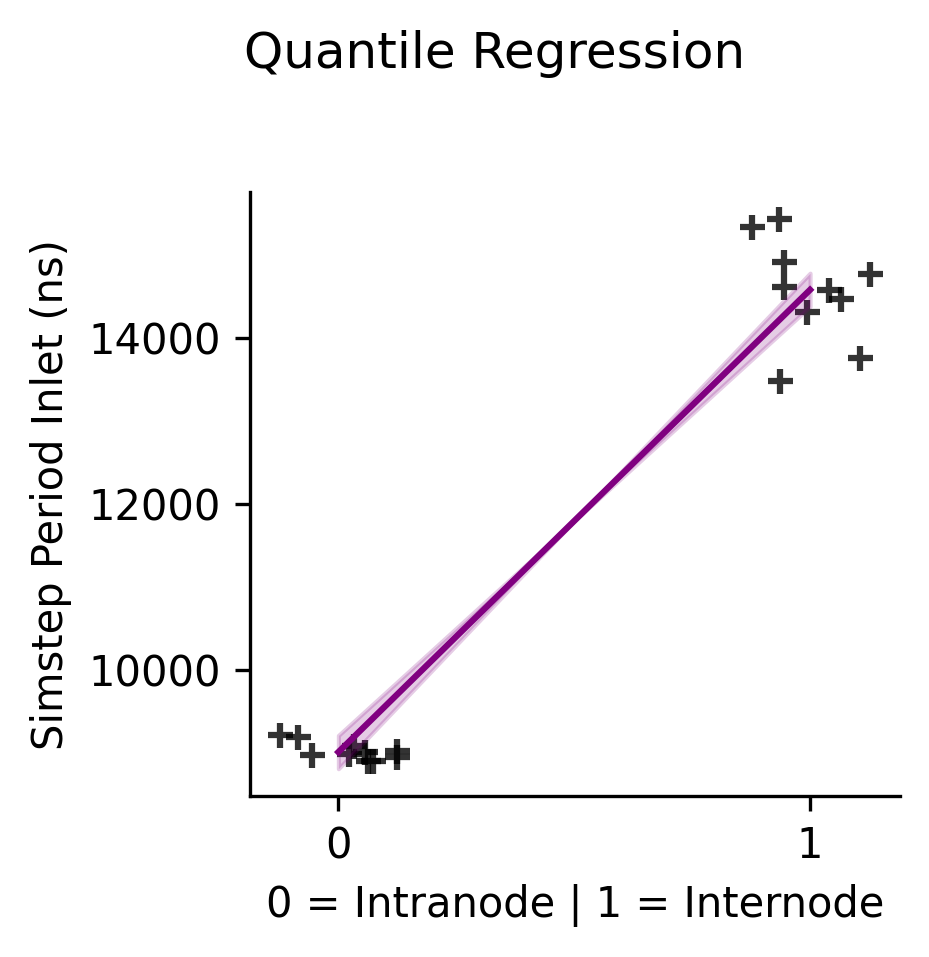 Quantile Regression
Simstep Period Inlet (ns)
14000
12000
10000
0 1
0 = Intranode | 1 = Internode